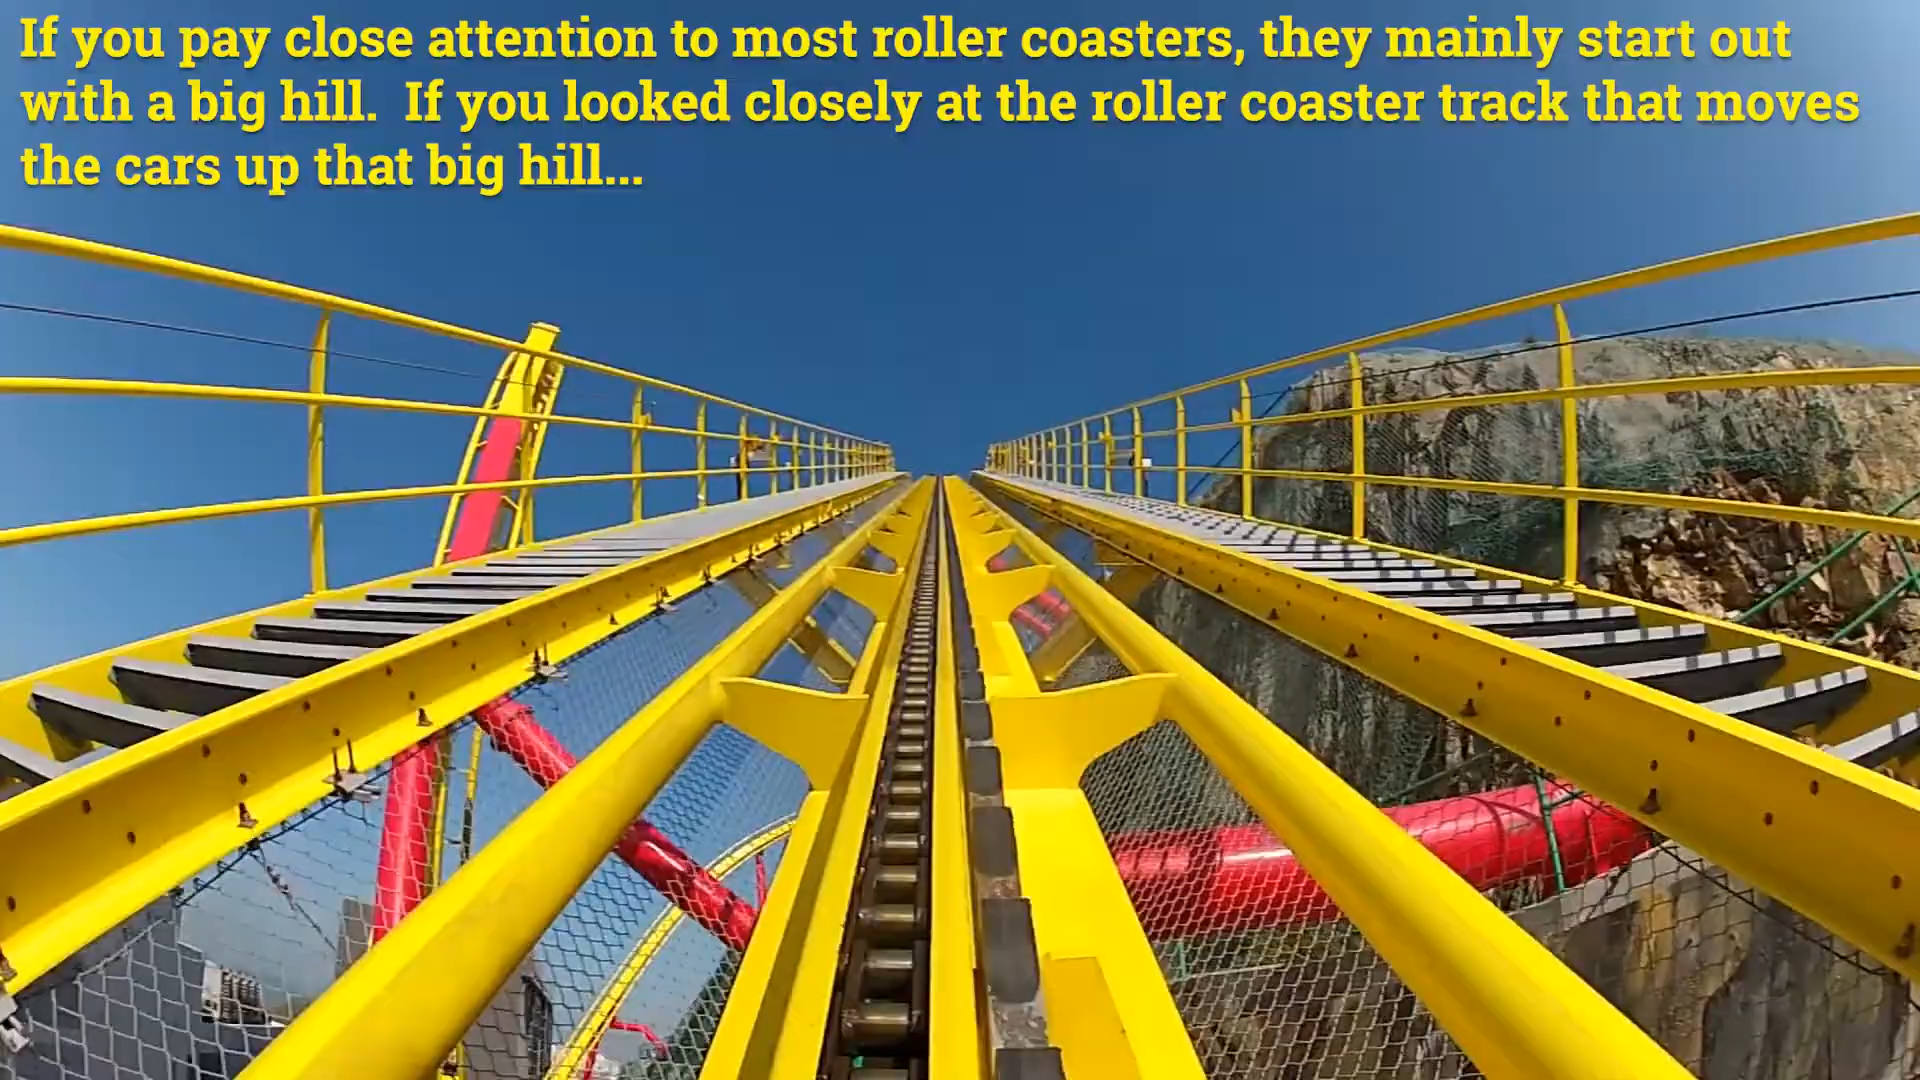 If you pay close attention to most roller coasters, they mainly start out
with a big hill.  If you looked closely at the roller coaster track that moves
the cars up that big hill...